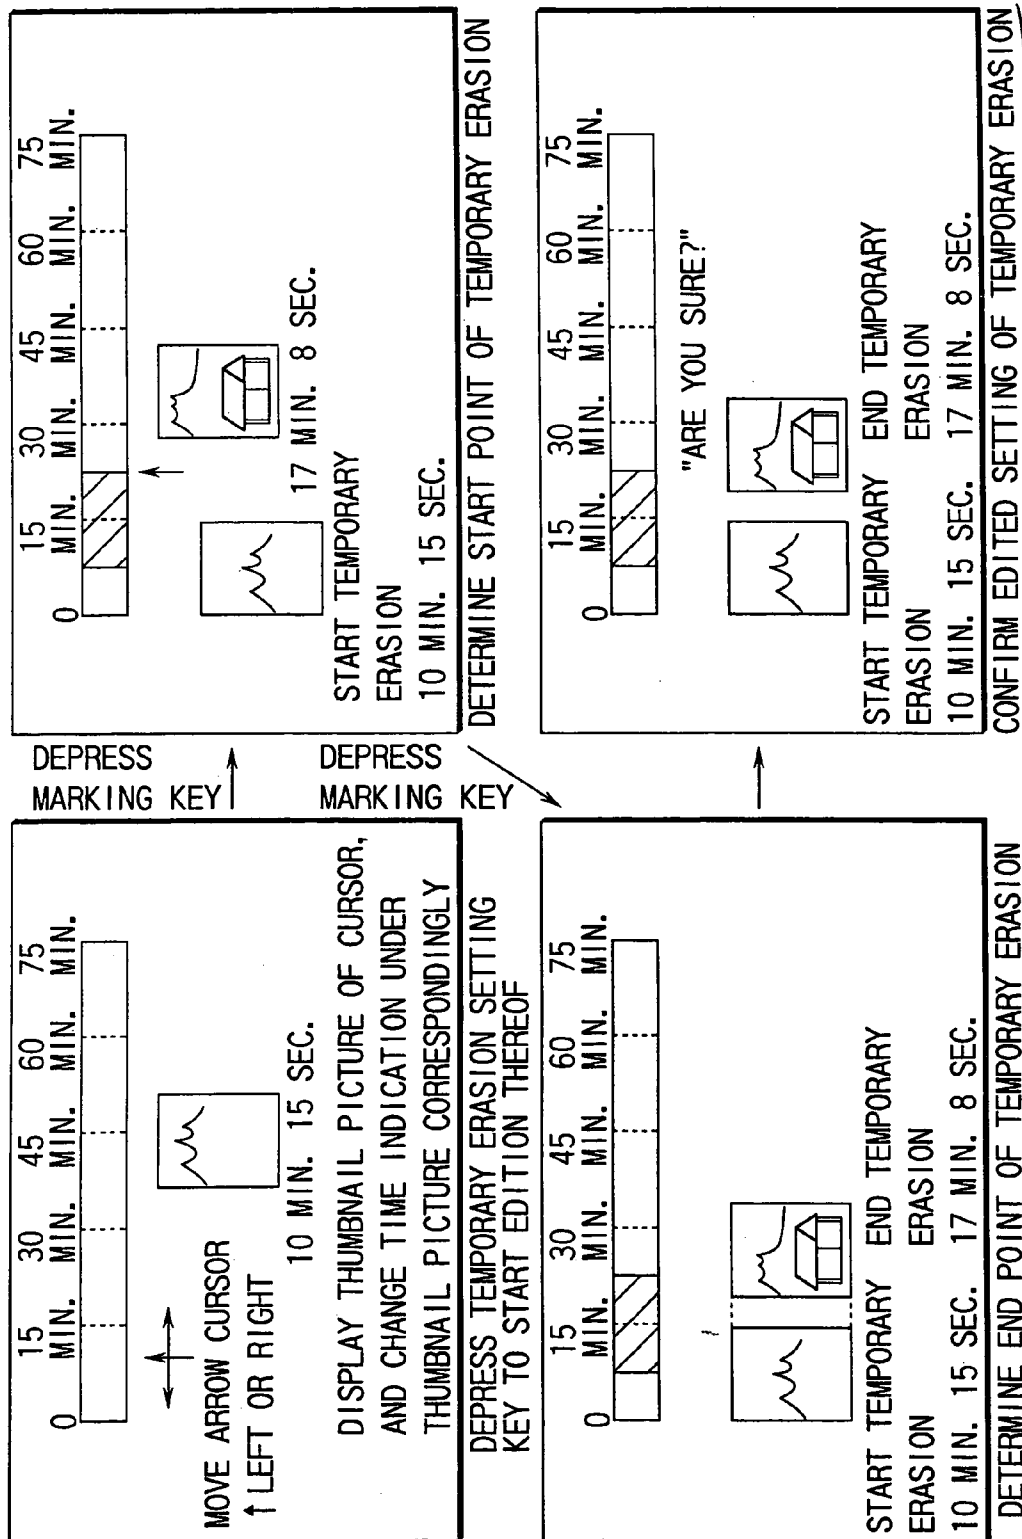 0
15
MIN.
30
MIN.
45
MIN.
60
MIN.
75
MIN.
MOVE ARROW CURSOR
↑LEFT OR RIGHT
10 MIN. 15 SEC.
DISPLAY THUMBNAIL PICTURE OF CURSOR,
AND CHANGE TIME INDICATION UNDER
THUMBNAIL PICTURE CORRESPONDINGLY
DEPRESS TEMPORARY ERASION SETTING
KEY TO START EDITION THEREOF
DEPRESS
MARKING KEY
0
15
MIN.
30
MIN.
45
MIN.
60
MIN.
75
MIN.
17 MIN. 8 SEC.
START TEMPORARY
ERASION
10 MIN. 15 SEC.
DETERMINE START POINT OF TEMPORARY ERASION
DEPRESS
MARKING KEY
0
15
MIN.
30
MIN.
45
MIN.
60
MIN.
75
MIN.
START TEMPORARY END TEMPORARY
ERASION ERASION
10 MIN. 15 SEC. 17 MIN. 8 SEC.
DETERMINE END POINT OF TEMPORARY ERASION
0
15
MIN.
30
MIN.
45
MIN.
60
MIN.
75
MIN.
"ARE YOU SURE?"
START TEMPORARY END TEMPORARY
ERASION ERASION
10 MIN. 15 SEC. 17 MIN. 8 SEC.
CONFIRM EDITED SETTING OF TEMPORARY ERASION